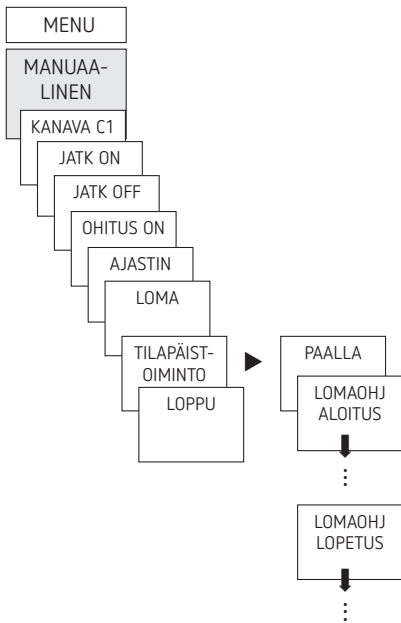 MENU
MANUAA-
LINEN
KANAVA C1
JATK ON
JATK OFF
OHITUS ON
AJASTIN
LOMA
TILAPÄIST-
OIMINTO
LOPPU
PAALLA
LOMAOHJ
ALOITUS
LOMAOHJ
LOPETUS